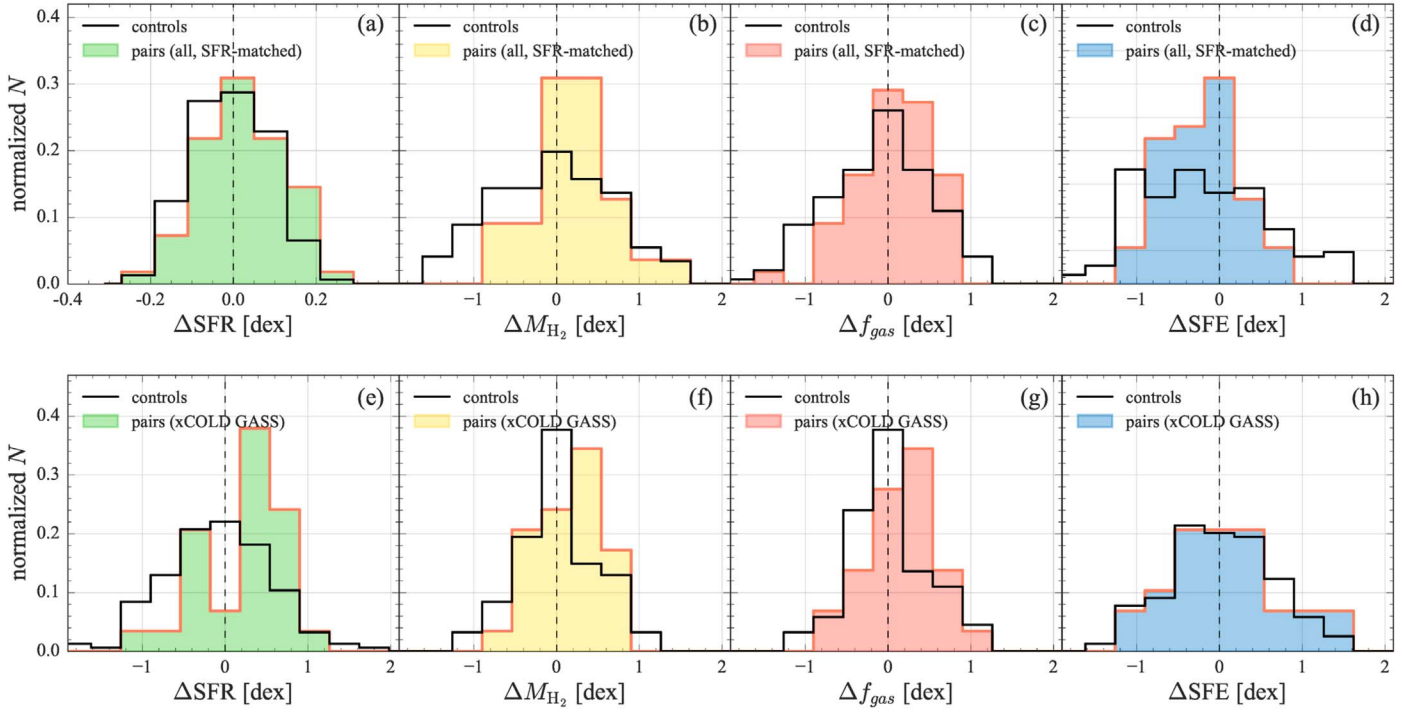 controls
pairs (all, SFR-matched)
(a)
controls
pairs (all, SFR-matched)
(b)
controls
pairs (all, SFR-matched)
(c)
controls
pairs (all, SFR-matched)
(d)
normalized N
0.4
0.3
0.2
0.1
0.0
-0.4
-0.2
0.0
0.2
−1
0
1
2
−1
0
1
2
−1
0
1
2
ΔSFR [dex]
ΔM_H₂ [dex]
Δf_gas [dex]
ΔSFE [dex]
controls
pairs (xCOLD GASS)
(e)
controls
pairs (xCOLD GASS)
(f)
controls
pairs (xCOLD GASS)
(g)
controls
pairs (xCOLD GASS)
(h)
normalized N
0.4
0.3
0.2
0.1
0.0
−1
0
1
2
−1
0
1
2
−1
0
1
2
−1
0
1
2
ΔSFR [dex]
ΔM_H₂ [dex]
Δf_gas [dex]
ΔSFE [dex]